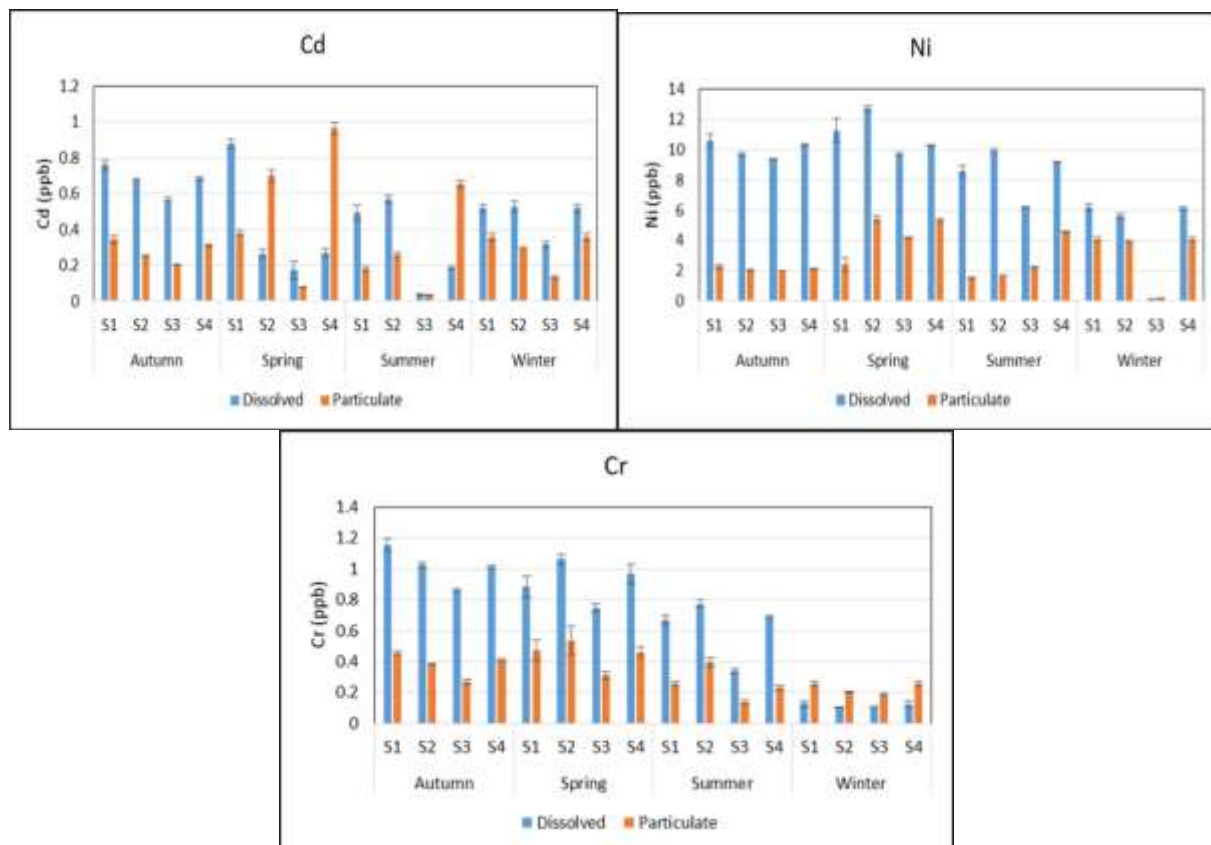 Cd
1.2
1
0.8
0.6
0.4
0.2
0
Cd (ppb)
S1 S2 S3 S4 S1 S2 S3 S4 S1 S2 S3 S4 S1 S2 S3 S4
Autumn Spring Summer Winter
Dissolved Particulate
Ni
14
12
10
8
6
4
2
0
Ni (ppb)
S1 S2 S3 S4 S1 S2 S3 S4 S1 S2 S3 S4 S1 S2 S3 S4
Autumn Spring Summer Winter
Dissolved Particulate
Cr
1.4
1.2
1
0.8
0.6
0.4
0.2
0
Cr (ppb)
S1 S2 S3 S4 S1 S2 S3 S4 S1 S2 S3 S4 S1 S2 S3 S4
Autumn Spring Summer Winter
Dissolved Particulate